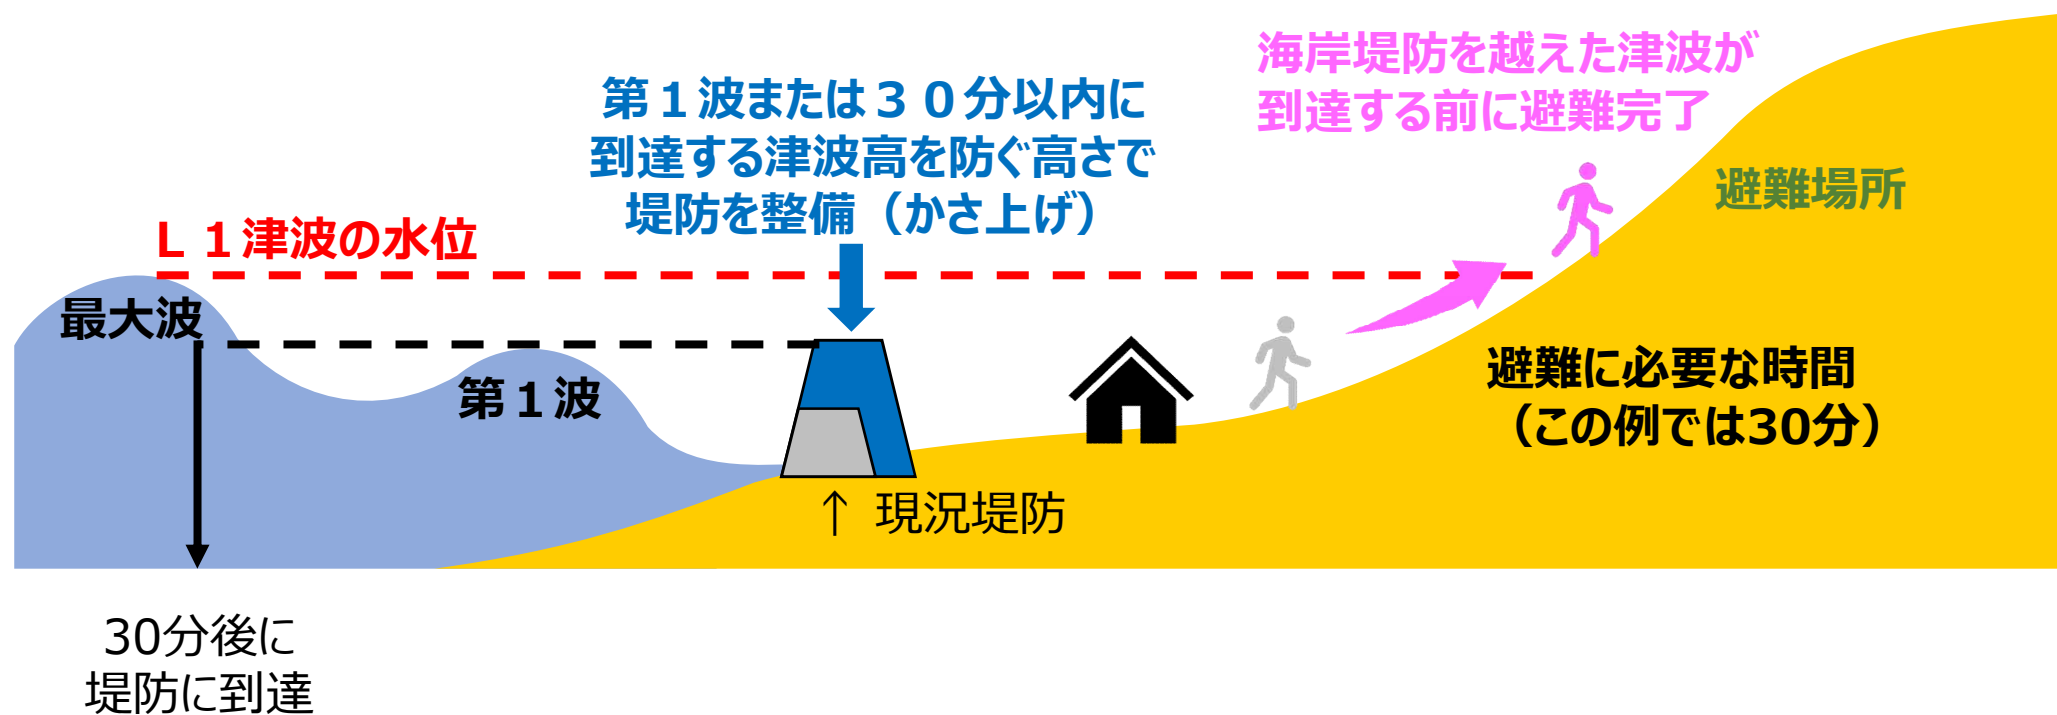 海岸堤防を越えた津波が
到達する前に避難完了
第１波または３０分以内に
到達する津波高を防ぐ高さで
堤防を整備（かさ上げ）
避難場所
Ｌ１津波の水位
最大波
第１波
避難に必要な時間
（この例では30分）
↑ 現況堤防
30分後に
堤防に到達